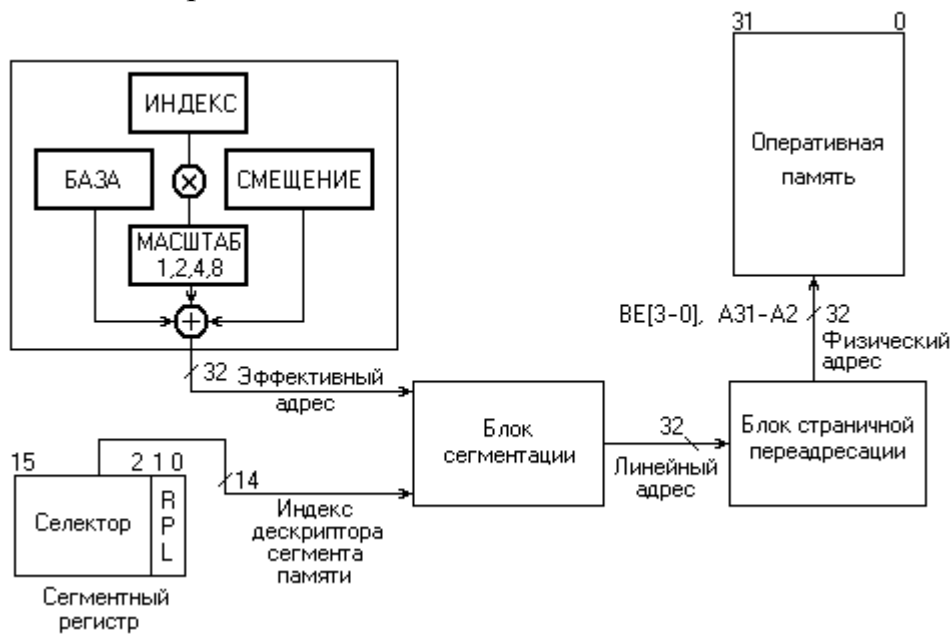 31 0
ИНДЕКС
БАЗА
СМЕЩЕНИЕ
МАСШТАБ
1,2,4,8
Оперативная
память
BE[3-0], A31-A2 32
Физический
адрес
32 Эффективный
адрес
Блок
сегментации
32
Линейный
адрес
Блок страничной
переадресации
15 2 1 0
Селектор
R
P
L
14
Индекс
дескриптора
сегмента
памяти
Сегментный
регистр